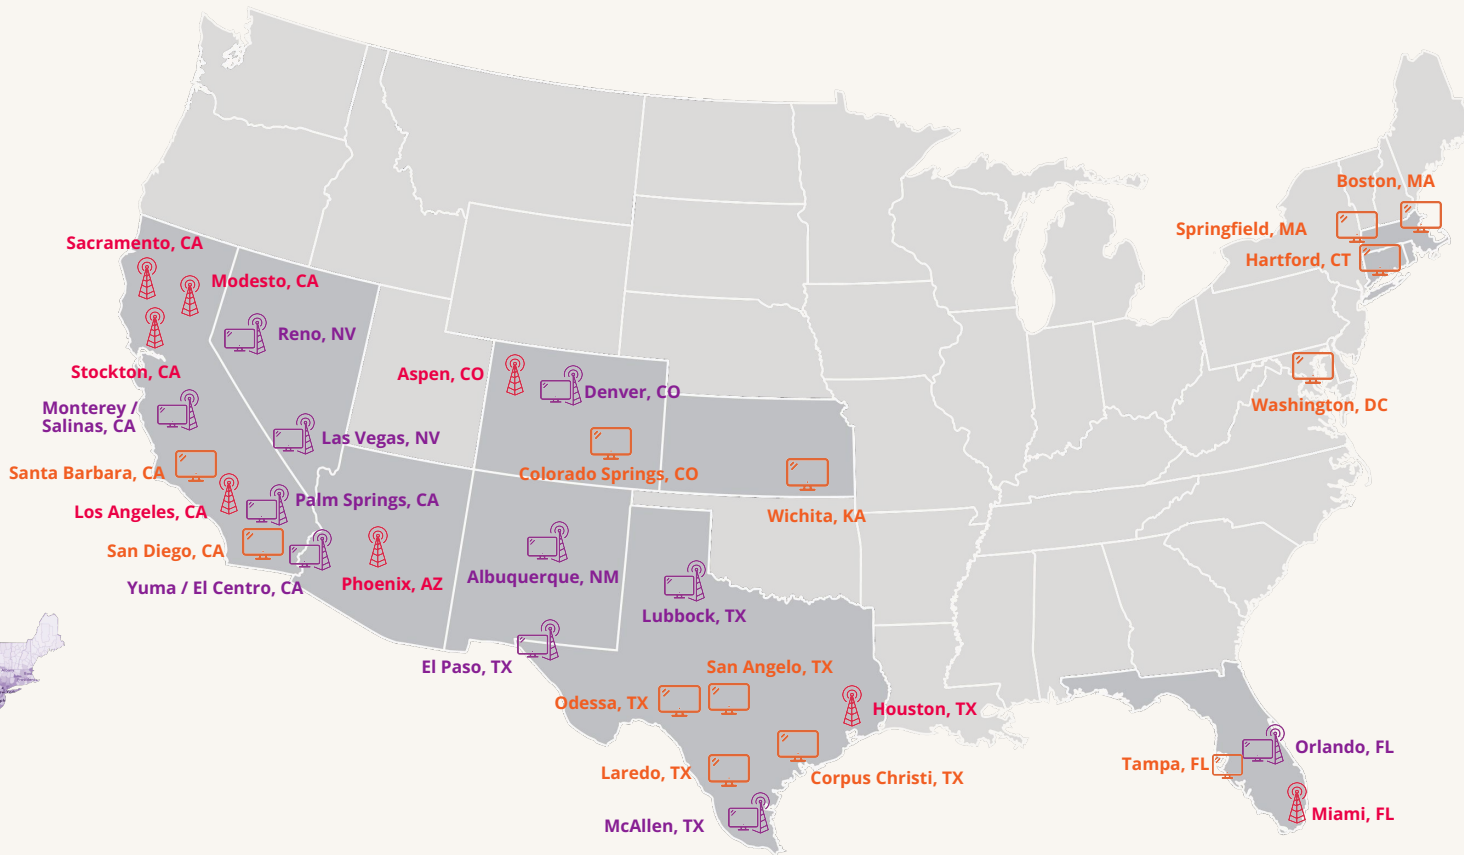 Boston, MA
Springfield, MA
Sacramento, CA
Hartford, CT
Modesto, CA
Reno, NV
Stockton, CA
Aspen, CO
Denver, CO
Washington, DC
Monterey /
Salinas, CA
Las Vegas, NV
Santa Barbara, CA
Colorado Springs, CO
Palm Springs, CA
Los Angeles, CA
Wichita, KA
San Diego, CA
Albuquerque, NM
Phoenix, AZ
Yuma / El Centro, CA
Lubbock, TX
El Paso, TX
San Angelo, TX
Odessa, TX
Houston, TX
Orlando, FL
Tampa, FL
Laredo, TX
Corpus Christi, TX
Miami, FL
McAllen, TX